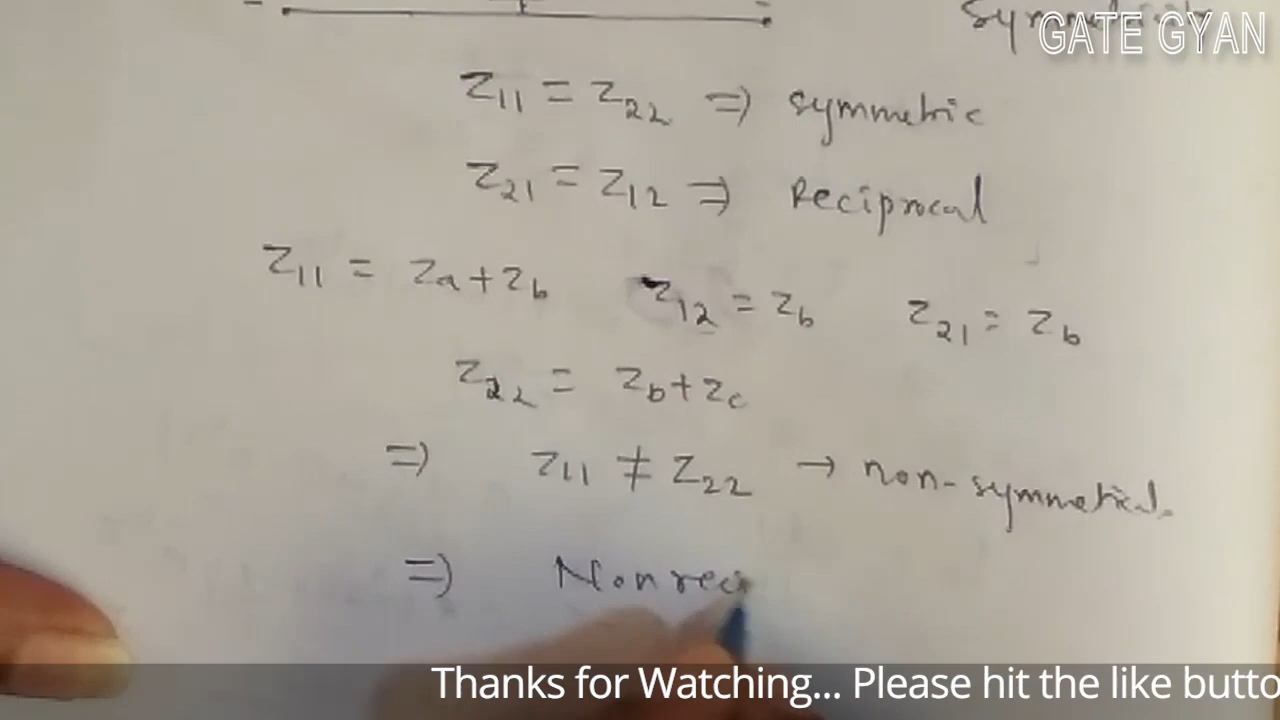 GATE GYAN
Z11 = Z22 => symmetric
Z21 = Z12 => Reciprocal
Z11 = Za+Zb Z12 = Zb Z21 = Zb
Z22 = Zb+Zc
=> Z11 ≠ Z22 → non-symmetrical.
=> Nonreci
Thanks for Watching... Please hit the like butto